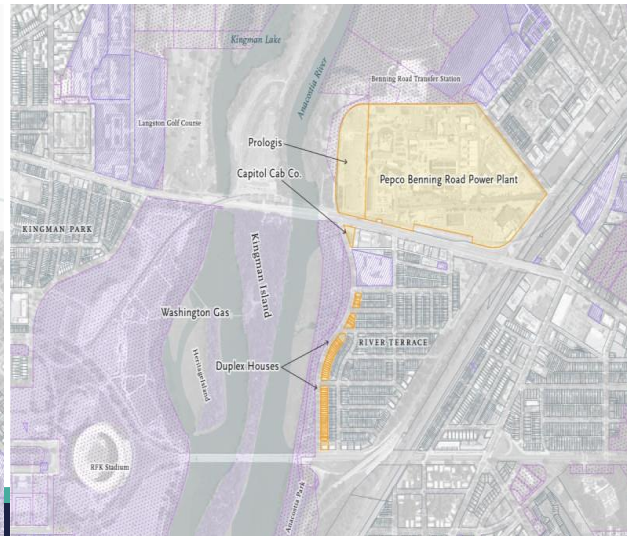 Kingman Lake
Anacostia River
Benning Road Transfer Station
Langston Golf Course
Prologis
Capitol Cab Co.
Pepco Benning Road Power Plant
KINGMAN PARK
Kingman Island
Washington Gas
RIVER TERRACE
Heritage Island
Duplex Houses
RFK Stadium
Anacostia Park